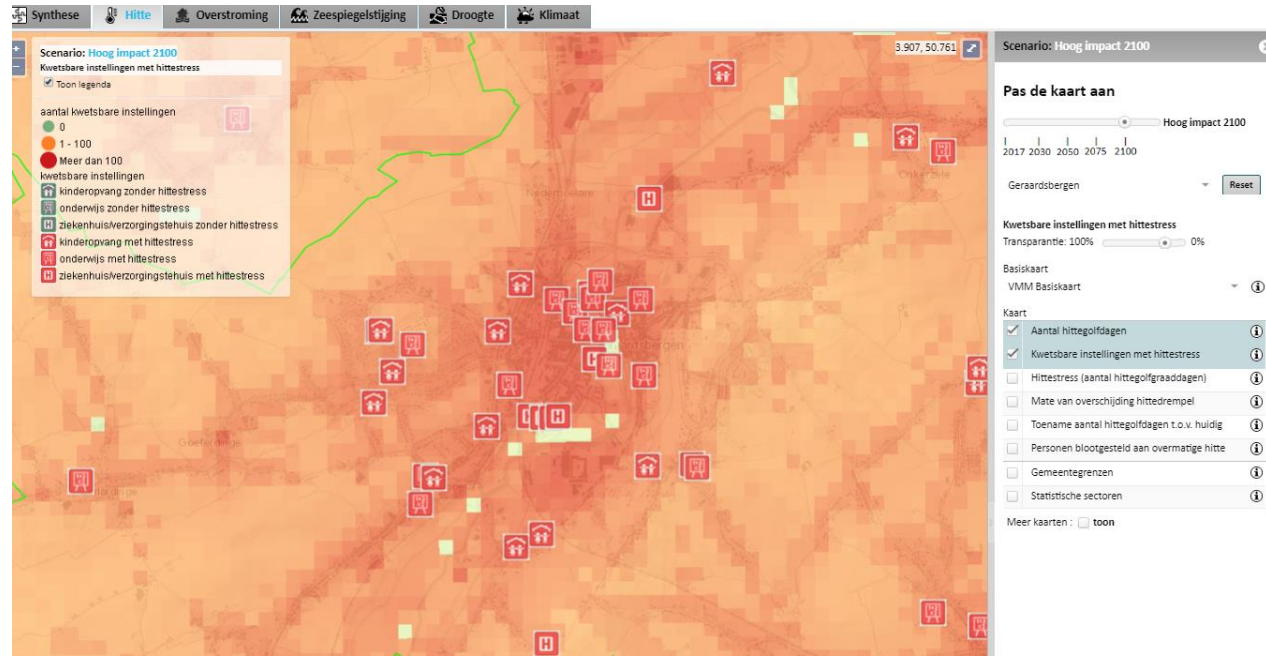 Synthese
Hitte
Overstroming
Zeespiegelstijging
Droogte
Klimaat
+
−
Scenario: Hoog impact 2100
Kwetsbare instellingen met hittestress
Toon legenda
aantal kwetsbare instellingen
0
1 - 100
Meer dan 100
kwetsbare instellingen
kinderopvang zonder hittestress
onderwijs zonder hittestress
ziekenhuis/verzorgingstehuis zonder hittestress
kinderopvang met hittestress
onderwijs met hittestress
ziekenhuis/verzorgingstehuis met hittestress
3.907, 50.761
Onkerzele
Nederboelare
Goeferdinge
Scenario: Hoog impact 2100
Pas de kaart aan
Hoog impact 2100
2017 2030 2050 2075 2100
Geraardsbergen
Reset
Kwetsbare instellingen met hittestress
Transparantie: 100% 0%
Basiskaart
VMM Basiskaart
Kaart
Aantal hittegolfdagen
Kwetsbare instellingen met hittestress
Hittestress (aantal hittegolfgraaddagen)
Mate van overschijding hittedrempel
Toename aantal hittegolfdagen t.o.v. huidig
Personen blootgesteld aan overmatige hitte
Gemeentegrenzen
Statistische sectoren
Meer kaarten : toon